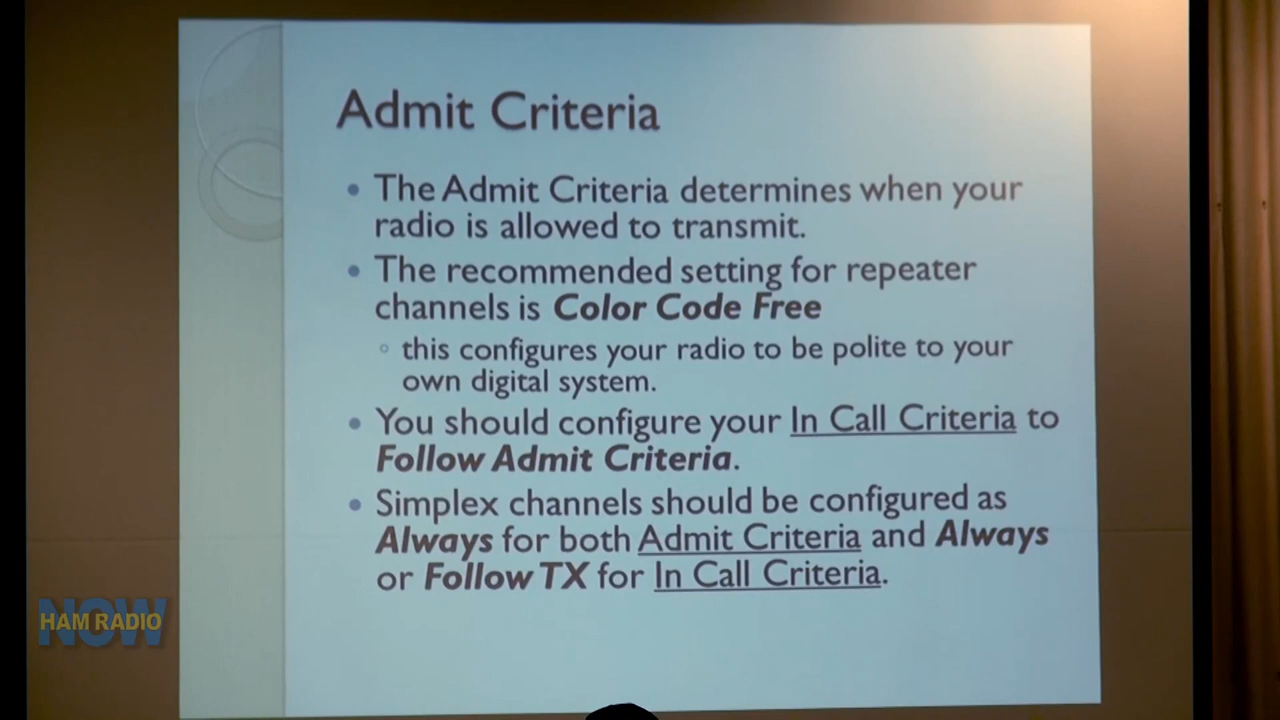 Admit Criteria
• The Admit Criteria determines when your
radio is allowed to transmit.
• The recommended setting for repeater
channels is Color Code Free
◦ this configures your radio to be polite to your
own digital system.
• You should configure your In Call Criteria to
Follow Admit Criteria.
• Simplex channels should be configured as
Always for both Admit Criteria and Always
or Follow TX for In Call Criteria.
HAM RADIO
NOW